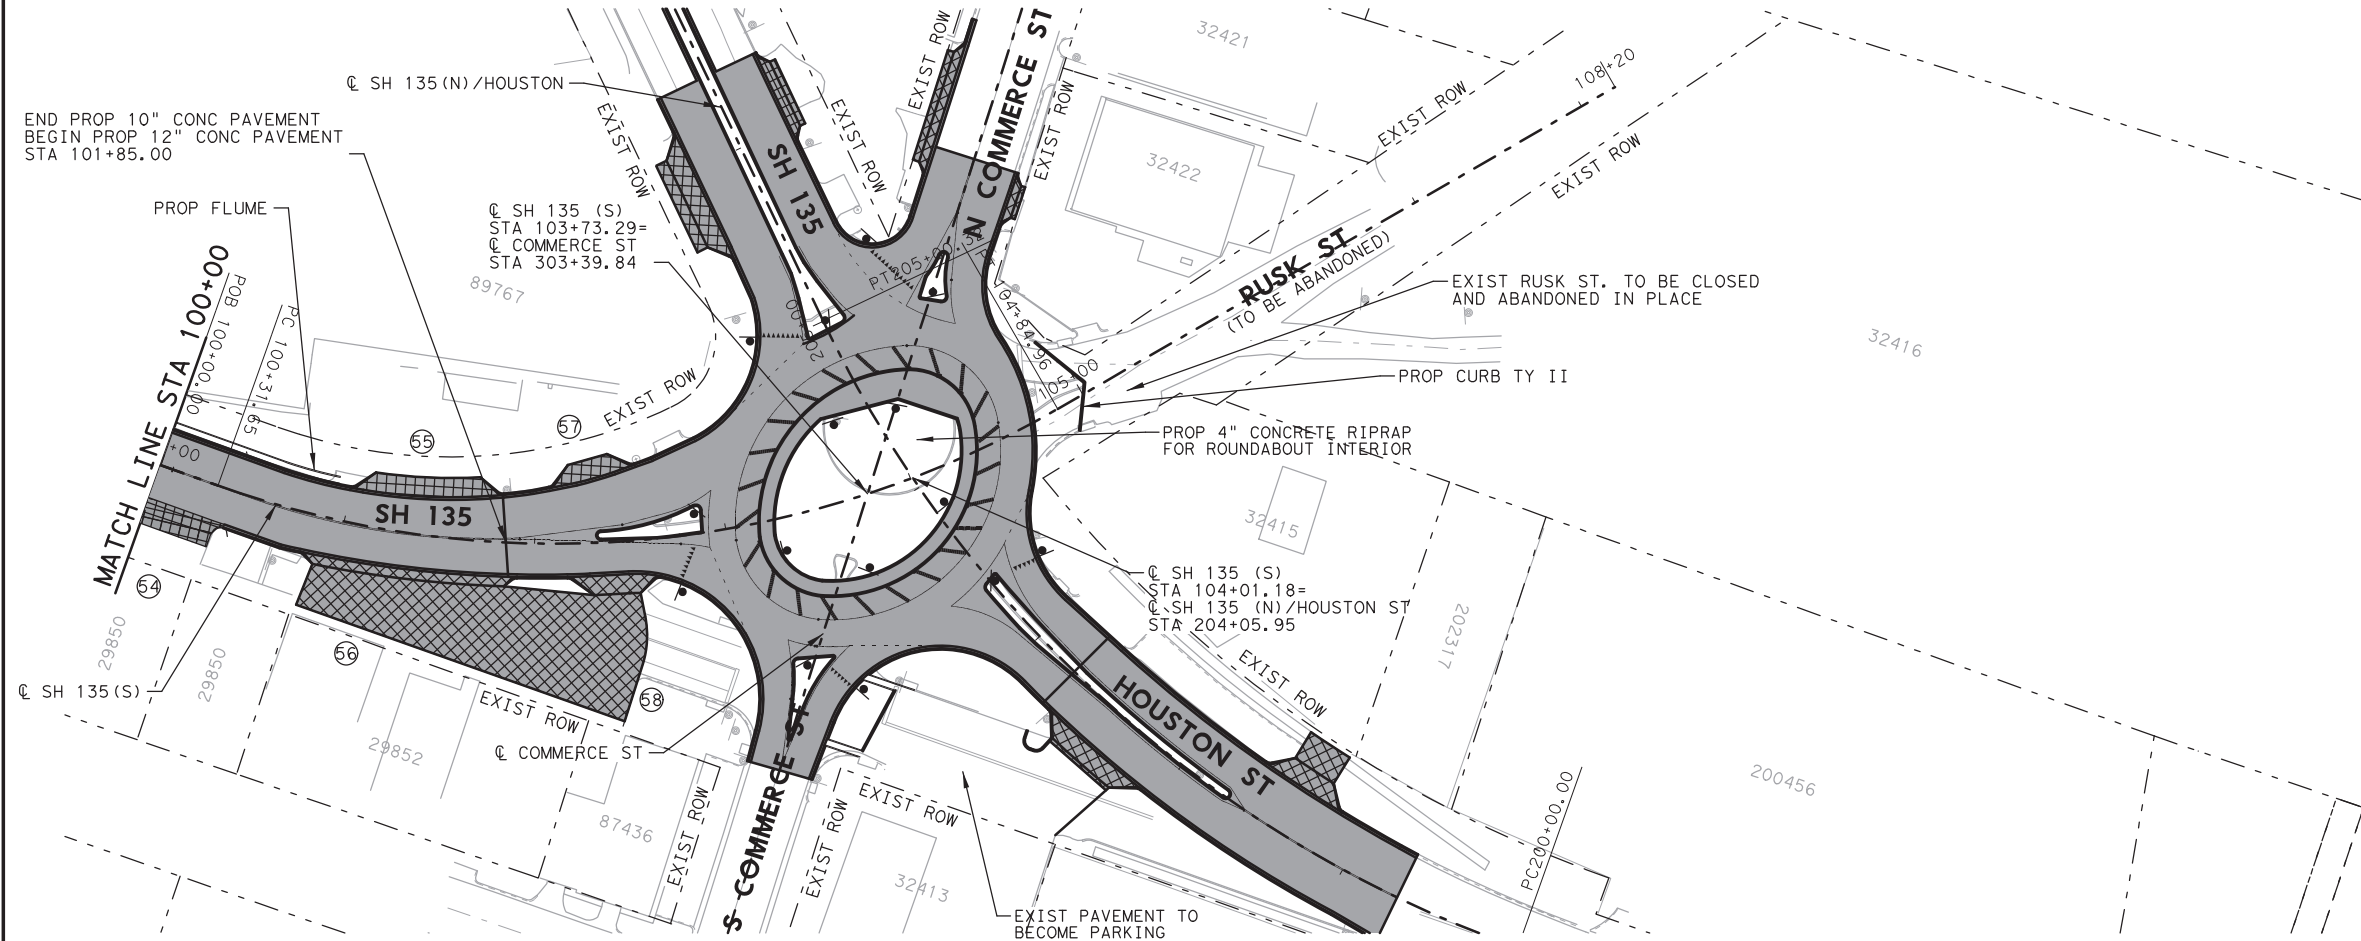 ℄ SH 135(N)/HOUSTON
END PROP 10" CONC PAVEMENT
BEGIN PROP 12" CONC PAVEMENT
STA 101+85.00
PROP FLUME
℄ SH 135 (S)
STA 103+73.29=
℄ COMMERCE ST
STA 303+39.84
MATCH LINE STA 100+00
POB 100+00.00
PC 100+31.65
+00
89767
EXIST ROW
EXIST ROW
EXIST ROW
EXIST ROW
EXIST ROW
SH 135
N COMMERCE ST
32421
32422
EXIST ROW
EXIST ROW
108+20
RUSK ST
(TO BE ABANDONED)
EXIST RUSK ST. TO BE CLOSED
AND ABANDONED IN PLACE
32416
PROP CURB TY II
PROP 4" CONCRETE RIPRAP
FOR ROUNDABOUT INTERIOR
104+84.96
105+00
32415
℄ SH 135 (S)
STA 104+01.18=
℄ SH 135 (N)/HOUSTON ST
STA 204+05.95
202317
EXIST ROW
55
57
SH 135
54
29850
29850
56
58
℄ SH 135(S)
EXIST ROW
29852
℄ COMMERCE ST
87436
EXIST ROW
S COMMERCE ST
EXIST ROW
EXIST ROW
32413
HOUSTON ST
EXIST PAVEMENT TO
BECOME PARKING
PC200+00.00
200456